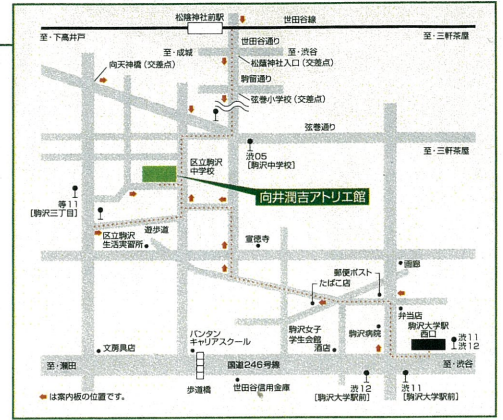 松陰神社前駅
世田谷線
至・下高井戸
至・三軒茶屋
世田谷通り
至・成城
至・渋谷
向天神橋（交差点）
松陰神社入口（交差点）
駒留通り
弦巻小学校（交差点）
弦巻通り
渋05
［駒沢中学校］
至・三軒茶屋
区立駒沢
中学校
向井潤吉アトリエ館
等11
［駒沢三丁目］
遊歩道
区立駒沢
生活実習所
宣徳寺
画廊
郵便ポスト
たばこ店
弁当店
駒沢大学駅
西口
渋11
渋12
駒沢女子
学生会館
駒沢病院
酒店
文房具店
バンタン
キャリアスクール
至・瀬田
国道246号線
至・渋谷
歩道橋
世田谷信用金庫
渋12
［駒沢大学駅前］
渋11
［駒沢大学駅前］
は案内板の位置です。